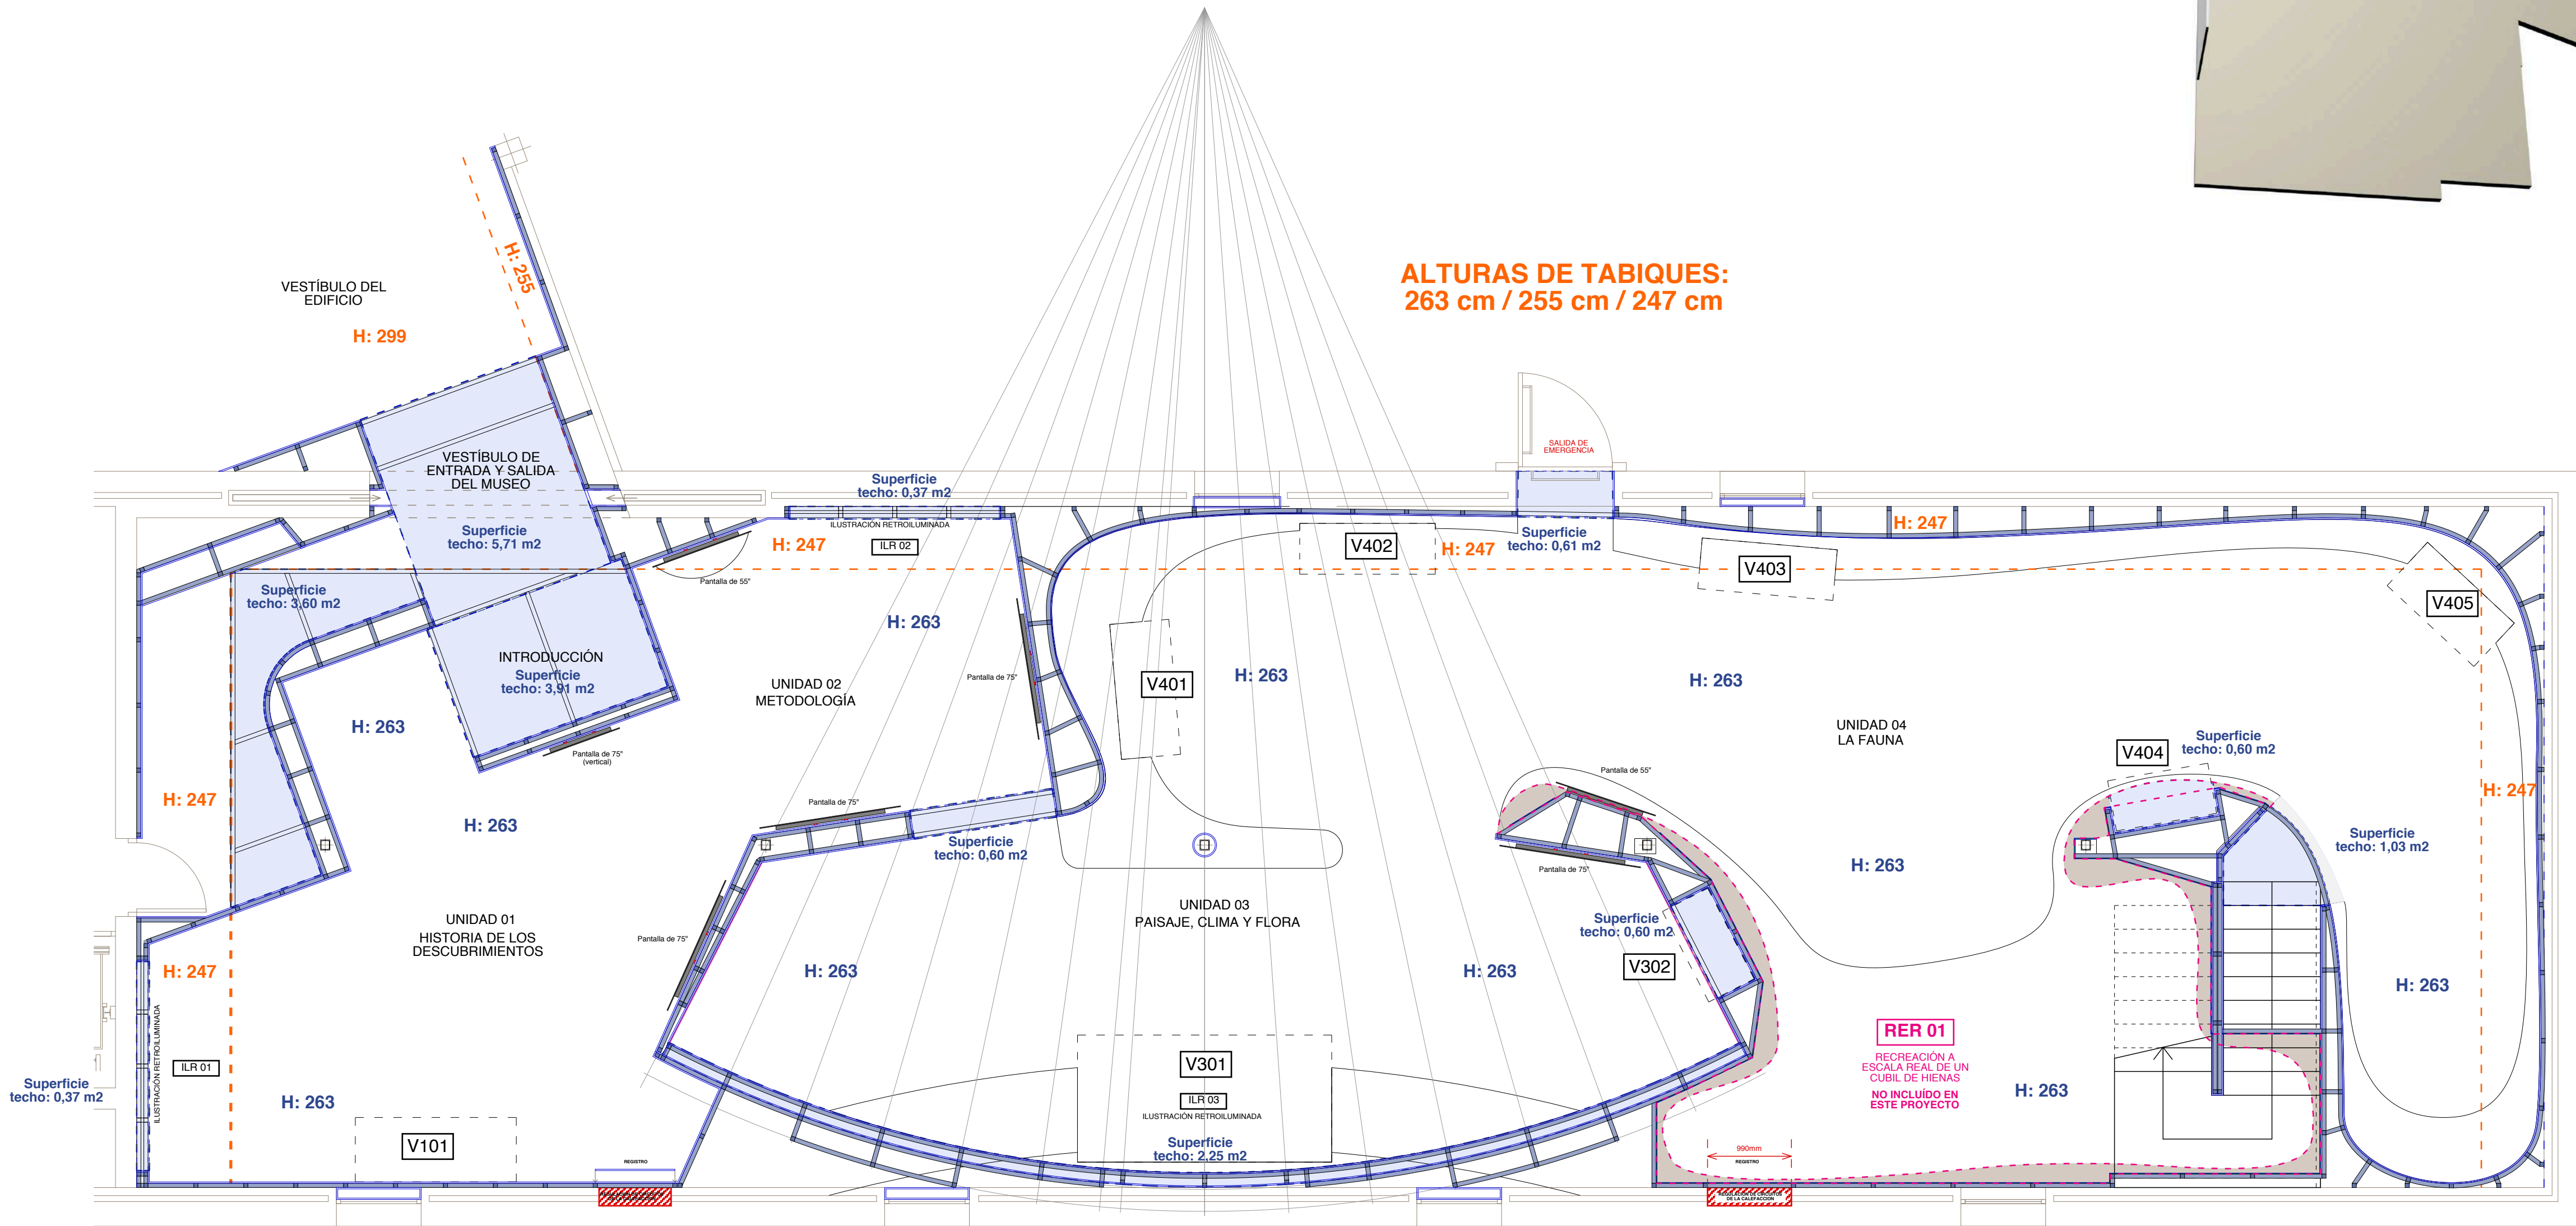 H: 255
VESTÍBULO DEL
EDIFICIO
H: 299
ALTURAS DE TABIQUES:
263 cm / 255 cm / 247 cm
SALIDA DE
EMERGENCIA
VESTÍBULO DE
ENTRADA Y SALIDA
DEL MUSEO
Superficie
techo: 5,71 m2
Superficie
techo: 0,37 m2
ILUSTRACIÓN RETROILUMINADA
ILR 02
H: 247
Pantalla de 55"
V402
H: 247
Superficie
techo: 0,61 m2
V403
H: 247
V405
Superficie
techo: 3,60 m2
H: 263
INTRODUCCIÓN
Superficie
techo: 3,91 m2
UNIDAD 02
METODOLOGÍA
Pantalla de 75"
V401
H: 263
H: 263
H: 263
UNIDAD 04
LA FAUNA
V404
Superficie
techo: 0,60 m2
Pantalla de 75"
(vertical)
H: 247
H: 263
Pantalla de 75"
Superficie
techo: 0,60 m2
Pantalla de 55"
Pantalla de 75"
H: 263
H: 247
Superficie
techo: 1,03 m2
UNIDAD 01
HISTORIA DE LOS
DESCUBRIMIENTOS
Pantalla de 75"
UNIDAD 03
PAISAJE, CLIMA Y FLORA
Superficie
techo: 0,60 m2
V302
H: 247
H: 263
H: 263
H: 263
ILUSTRACIÓN RETROILUMINADA
ILR 01
Superficie
techo: 0,37 m2
H: 263
V101
REGISTRO
V301
ILR 03
ILUSTRACIÓN RETROILUMINADA
Superficie
techo: 2,25 m2
RER 01
RECREACIÓN A
ESCALA REAL DE UN
CUBIL DE HIENAS
NO INCLUÍDO EN
ESTE PROYECTO
H: 263
990mm
REGISTRO
REGULACIÓN DE CIRCUITOS
DE LA CALEFACCION